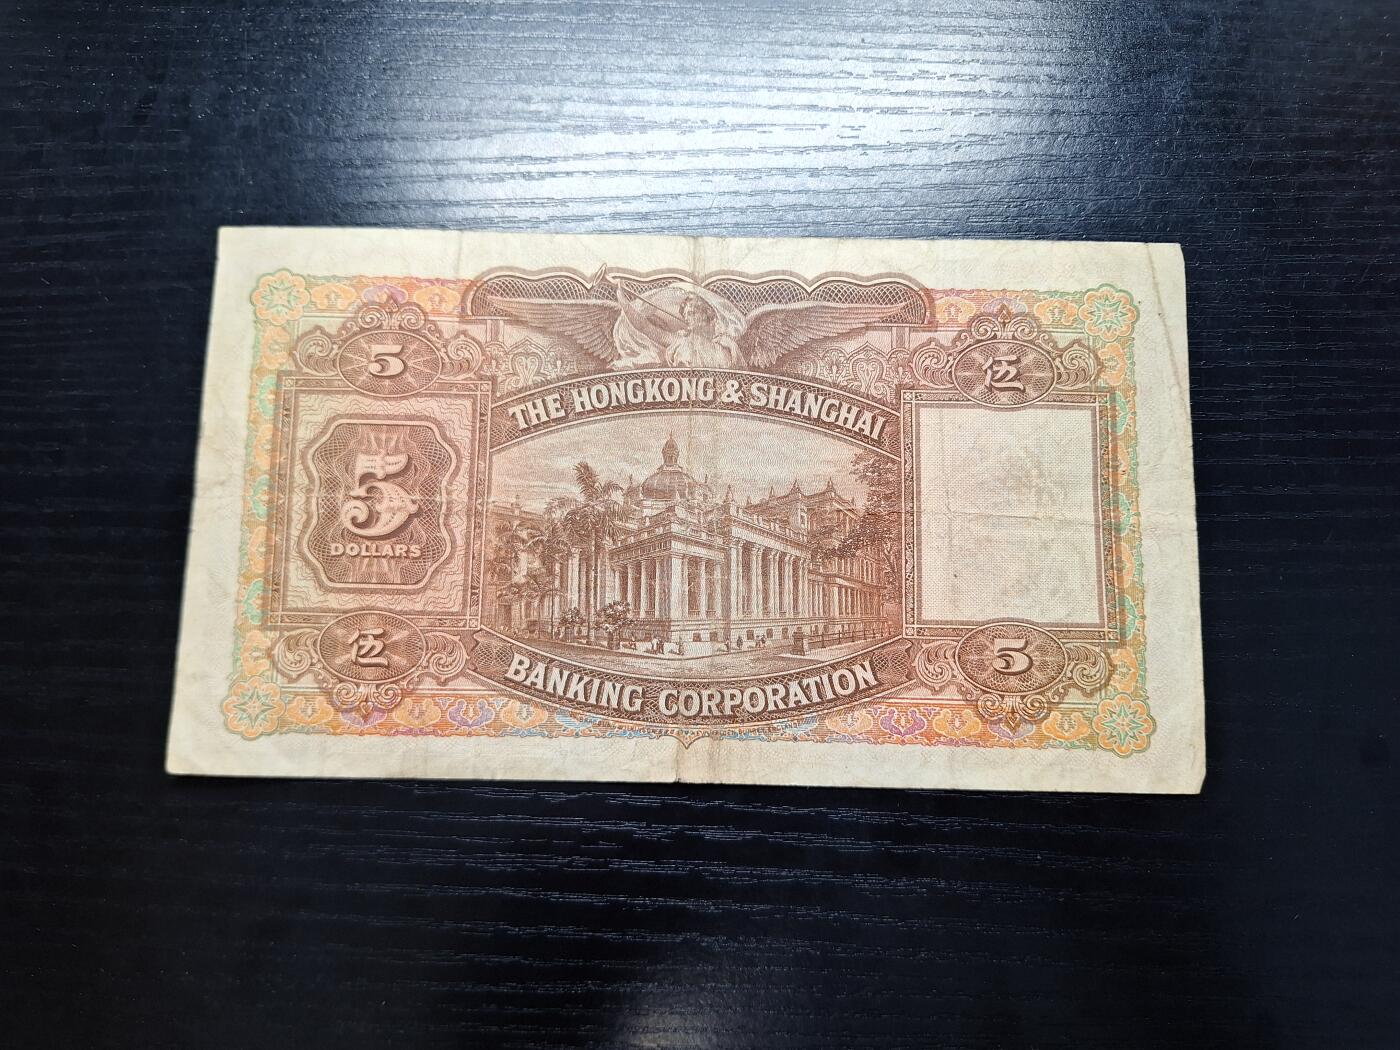 5
伍
THE HONGKONG & SHANGHAI
5
DOLLARS
伍
5
BANKING CORPORATION